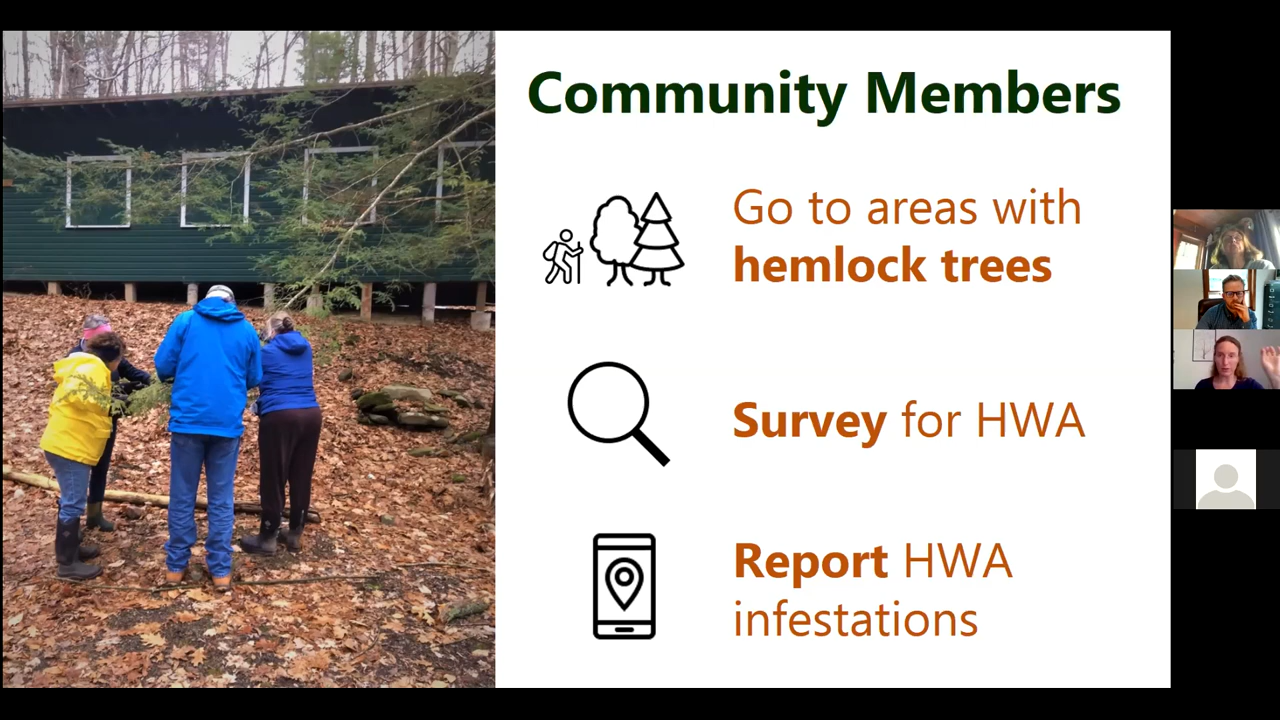 Community Members
Go to areas with
hemlock trees
Survey for HWA
Report HWA
infestations